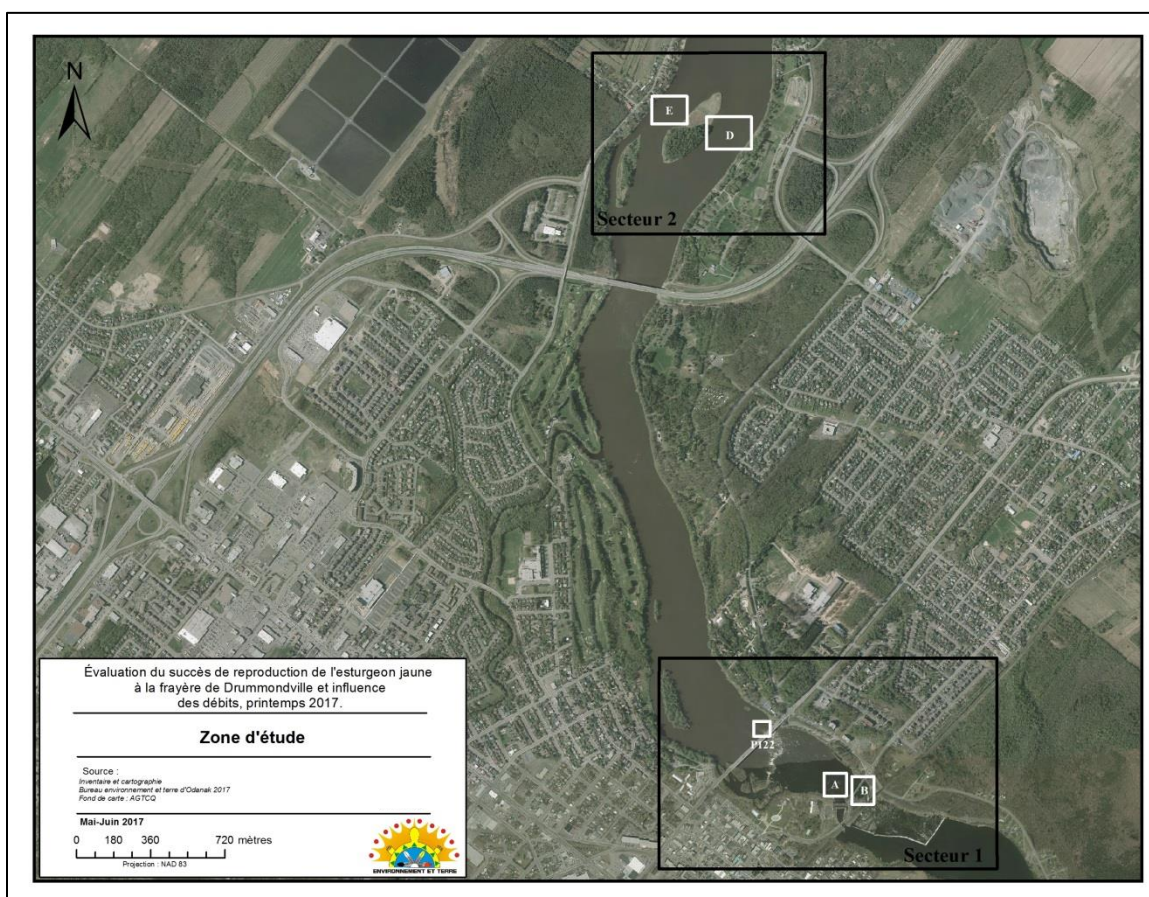 N
E
D
Secteur 2
P122
A
B
Secteur 1
Évaluation du succès de reproduction de l'esturgeon jaune
à la frayère de Drummondville et influence
des débits, printemps 2017.
Zone d'étude
Source :
Inventaire et cartographie
Bureau environnement et terre d'Odanak 2017
Fond de carte : AGTCQ
Mai-Juin 2017
0 180 360 720 mètres
Projection : NAD 83
ENVIRONNEMENT ET TERRE